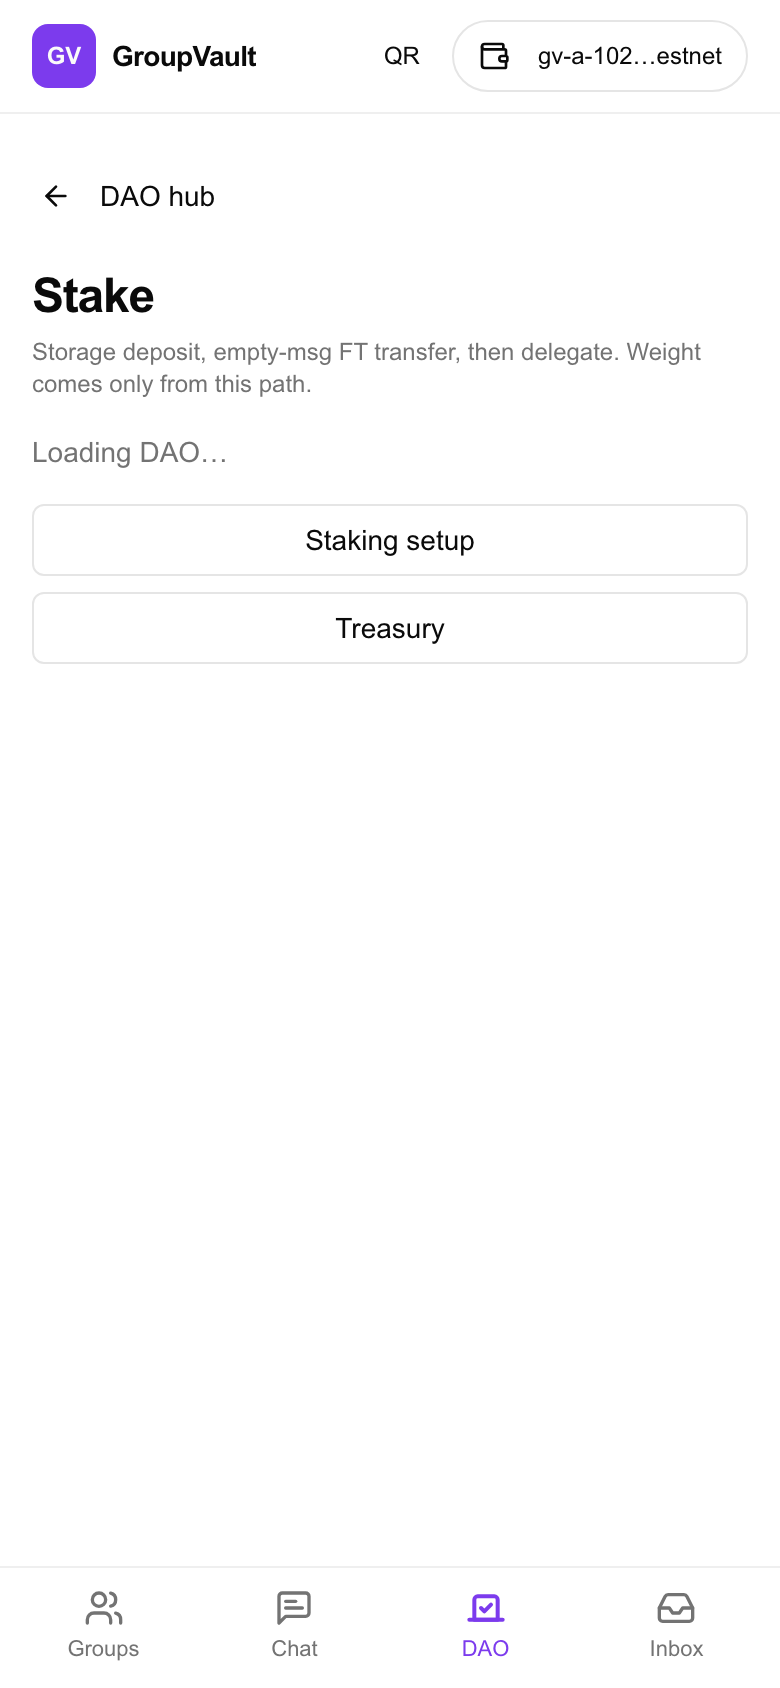 GV GroupVault QR gv-a-102…estnet
DAO hub
Stake
Storage deposit, empty-msg FT transfer, then delegate. Weight
comes only from this path.
Loading DAO…
Staking setup
Treasury
Groups Chat DAO Inbox